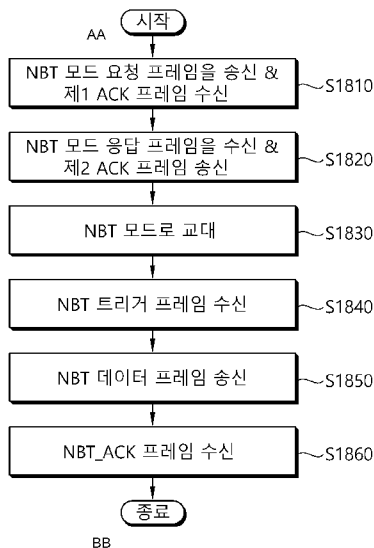 시작
AA
NBT 모드 요청 프레임을 송신 &
제1 ACK 프레임 수신
S1810
NBT 모드 응답 프레임을 수신 &
제2 ACK 프레임 송신
S1820
NBT 모드로 교대
S1830
NBT 트리거 프레임 수신
S1840
NBT 데이터 프레임 송신
S1850
NBT_ACK 프레임 수신
S1860
종료
BB